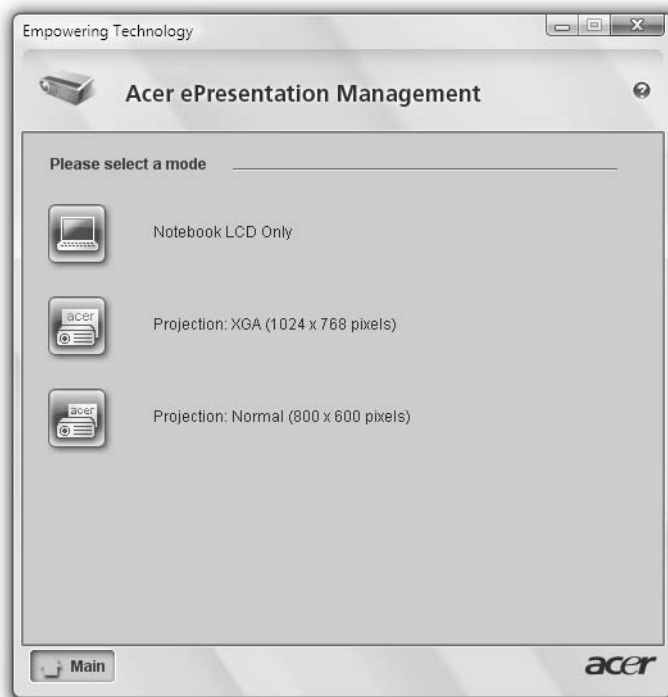 Empowering Technology
Acer ePresentation Management
Please select a mode
Notebook LCD Only
acer
Projection: XGA (1024 x 768 pixels)
acer
Projection: Normal (800 x 600 pixels)
Main
acer